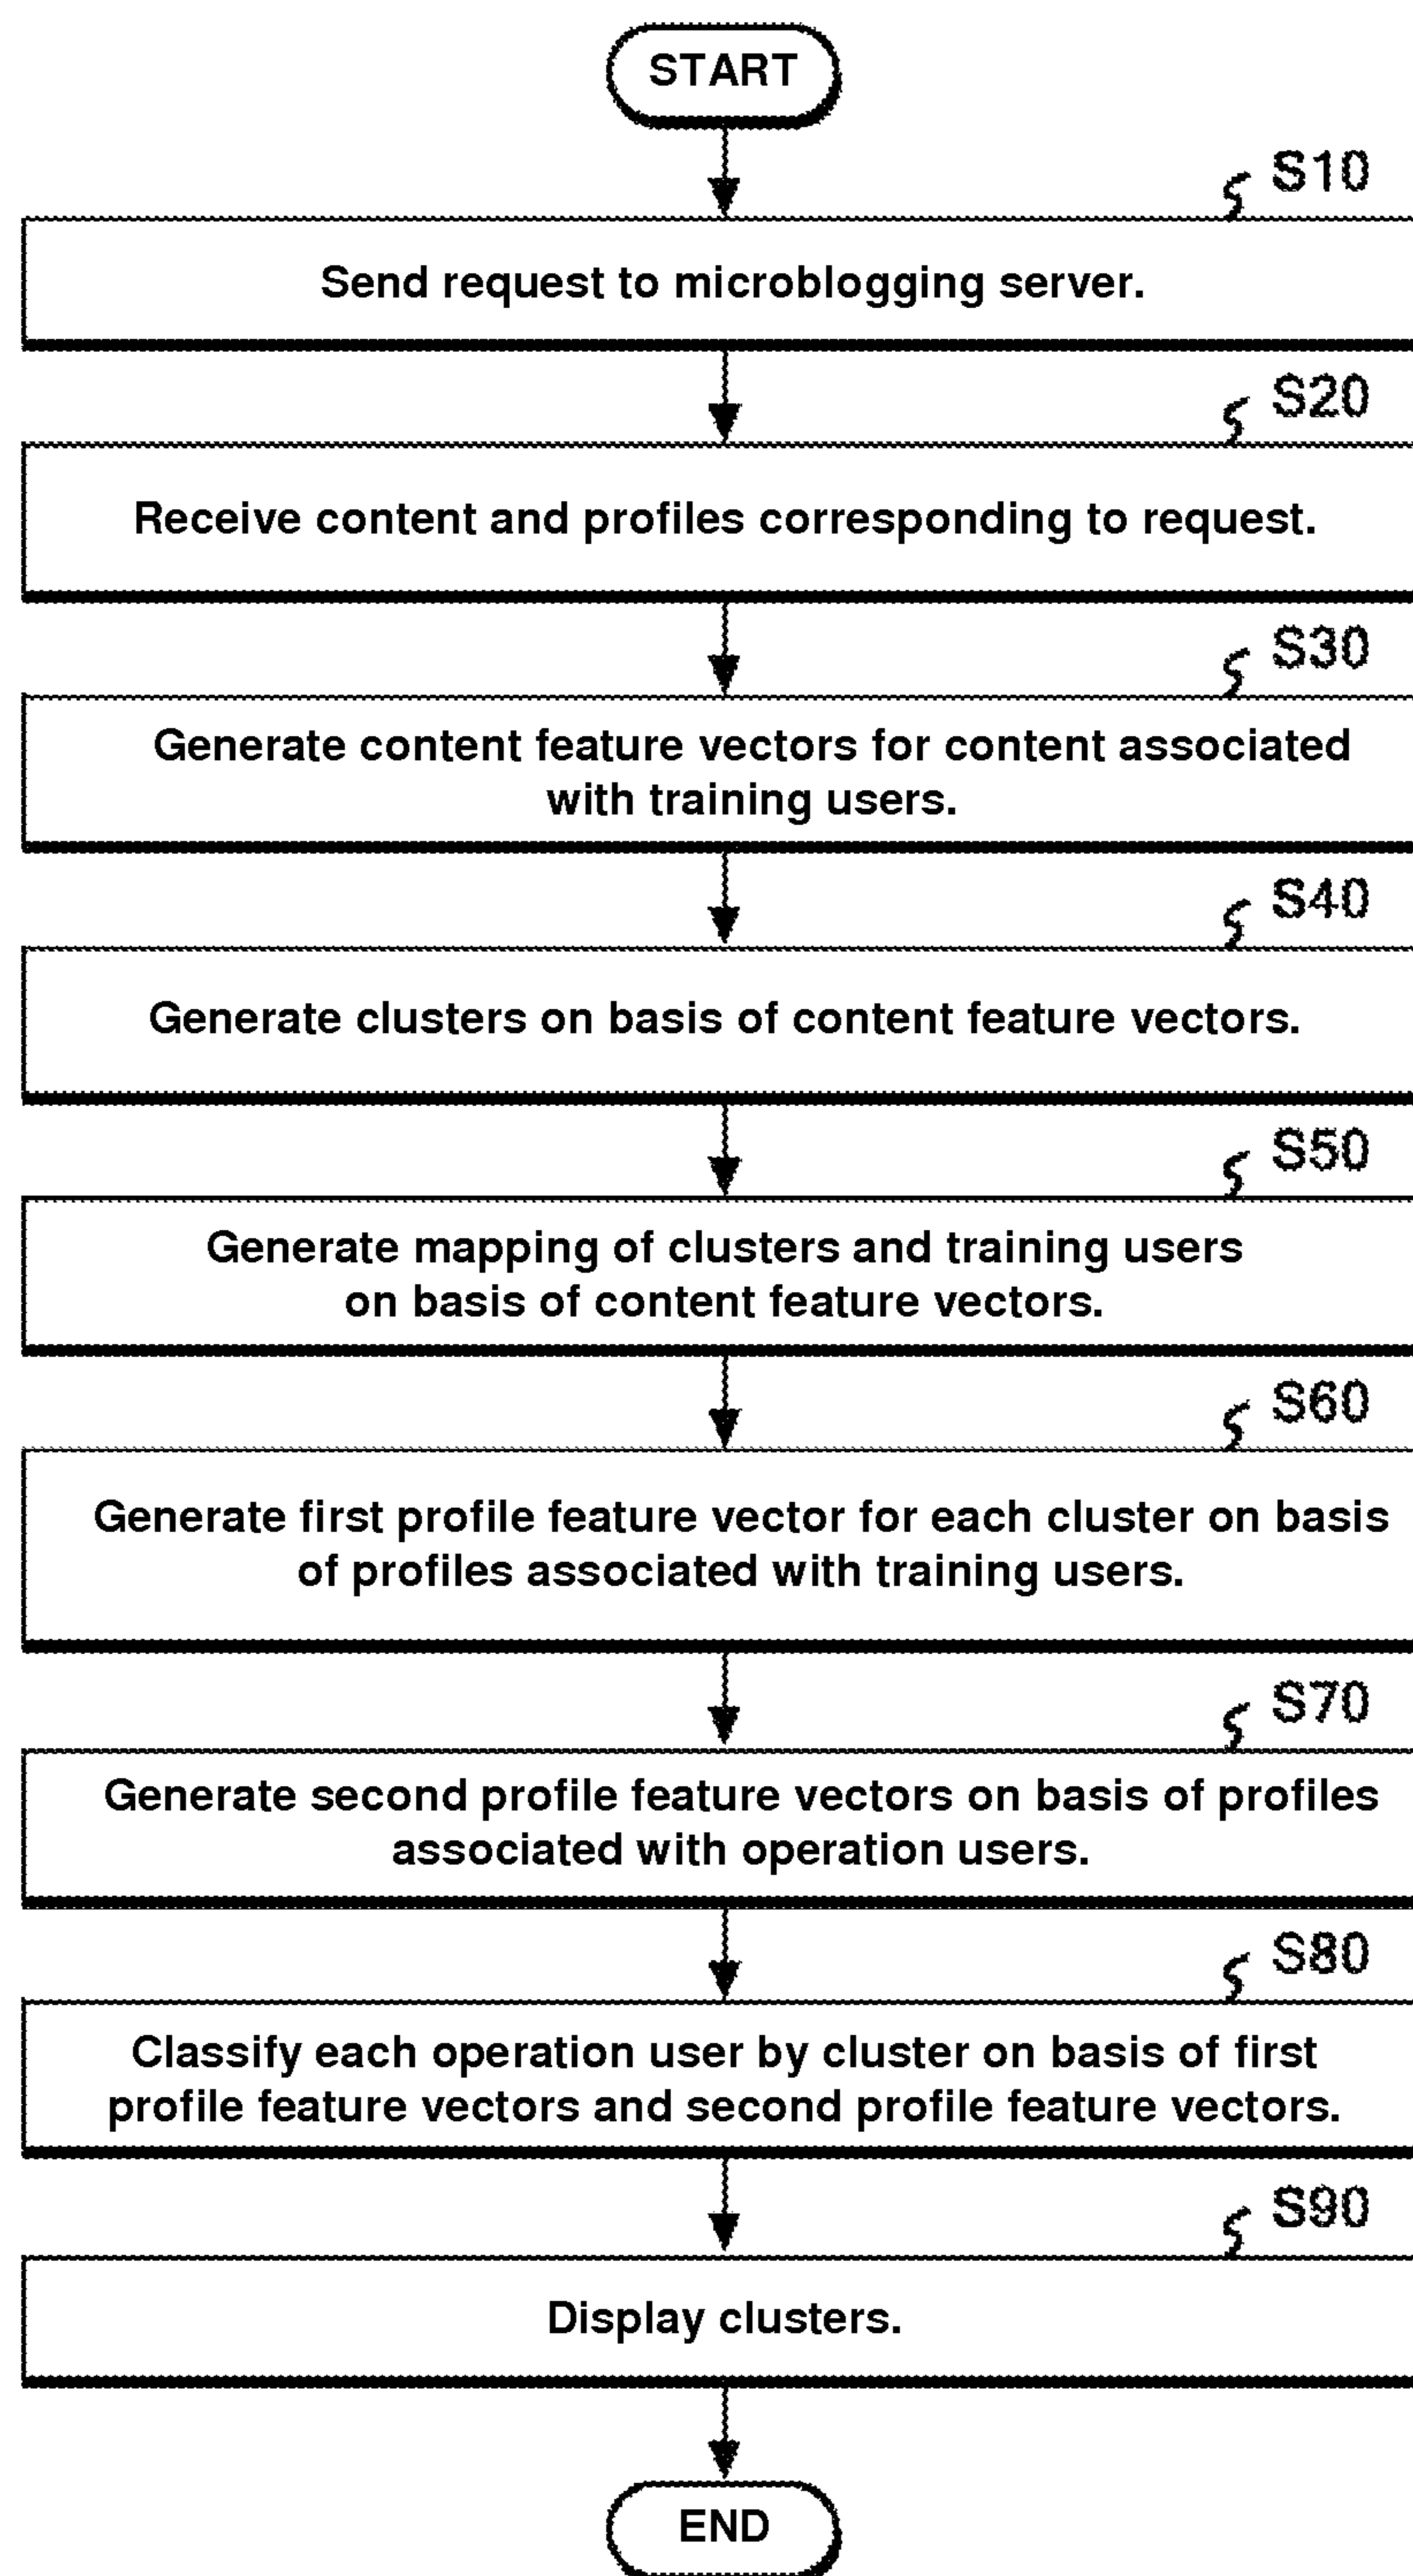 START
S10
Send request to microblogging server.
S20
Receive content and profiles corresponding to request.
S30
Generate content feature vectors for content associated
with training users.
S40
Generate clusters on basis of content feature vectors.
S50
Generate mapping of clusters and training users
on basis of content feature vectors.
S60
Generate first profile feature vector for each cluster on basis
of profiles associated with training users.
S70
Generate second profile feature vectors on basis of profiles
associated with operation users.
S80
Classify each operation user by cluster on basis of first
profile feature vectors and second profile feature vectors.
S90
Display clusters.
END